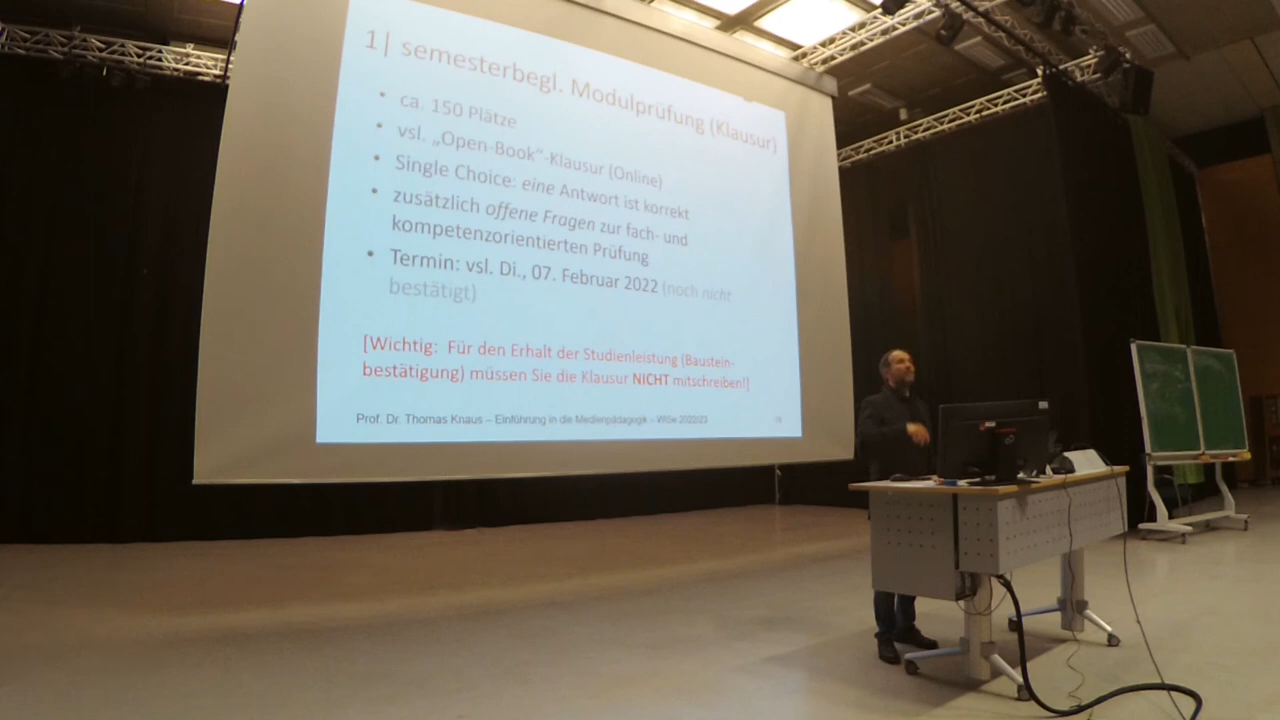 1| semesterbegl. Modulprüfung (Klausur)
• ca. 150 Plätze
• vsl. „Open-Book“-Klausur (Online)
• Single Choice: eine Antwort ist korrekt
• zusätzlich offene Fragen zur fach- und
kompetenzorientierten Prüfung
• Termin: vsl. Di., 07. Februar 2022 (noch nicht
bestätigt)
[Wichtig: Für den Erhalt der Studienleistung (Baustein-
bestätigung) müssen Sie die Klausur NICHT mitschreiben!]
Prof. Dr. Thomas Knaus – Einführung in die Medienpädagogik – WiSe 2022/23